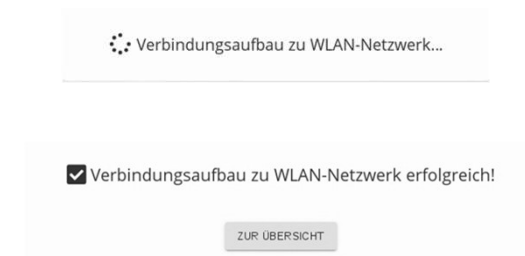 Verbindungsaufbau zu WLAN-Netzwerk...
Verbindungsaufbau zu WLAN-Netzwerk erfolgreich!
ZUR ÜBERSICHT